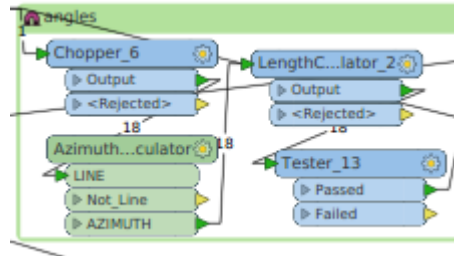 angles
1
Chopper_6
Output
<Rejected>
18
Azimuth...culator
LINE
Not_Line
AZIMUTH
18
LengthC...lator_2
Output
<Rejected>
18
Tester_13
Passed
Failed